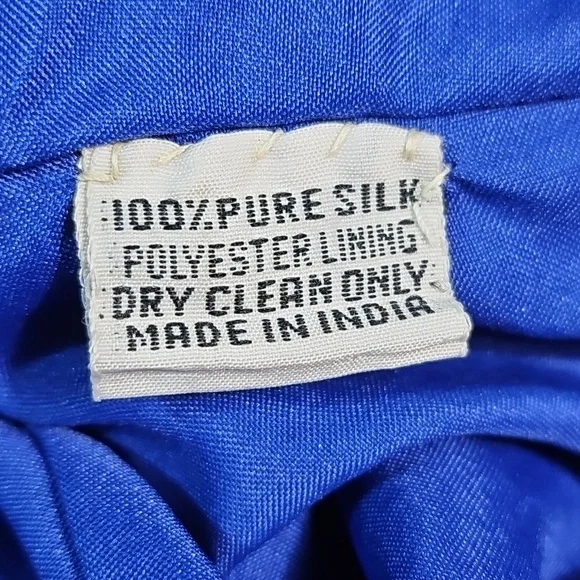 100% PURE SILK
POLYESTER LINING
DRY CLEAN ONLY
MADE IN INDIA